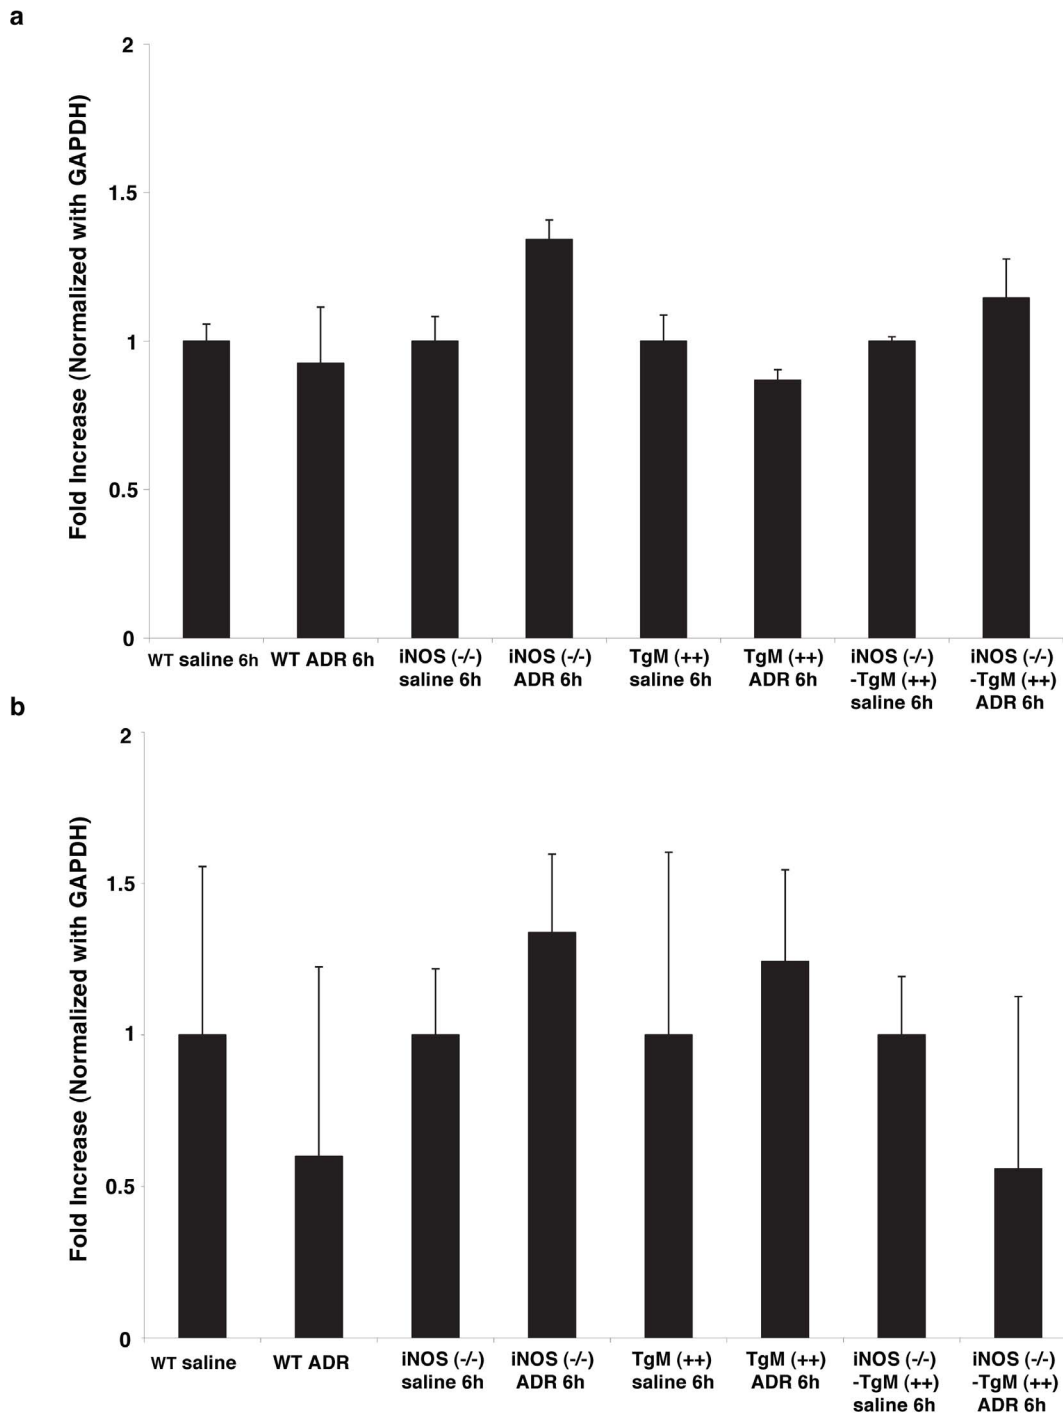 a
Fold Increase (Normalized with GAPDH)
2
1.5
1
0.5
0
WT saline 6h
WT ADR 6h
iNOS (-/-)
saline 6h
iNOS (-/-)
ADR 6h
TgM (++)
saline 6h
TgM (++)
ADR 6h
iNOS (-/-)
-TgM (++)
saline 6h
iNOS (-/-)
-TgM (++)
ADR 6h
b
Fold Increase (Normalized with GAPDH)
2
1.5
1
0.5
0
WT saline
WT ADR
iNOS (-/-)
saline 6h
iNOS (-/-)
ADR 6h
TgM (++)
saline 6h
TgM (++)
ADR 6h
iNOS (-/-)
-TgM (++)
saline 6h
iNOS (-/-)
-TgM (++)
ADR 6h